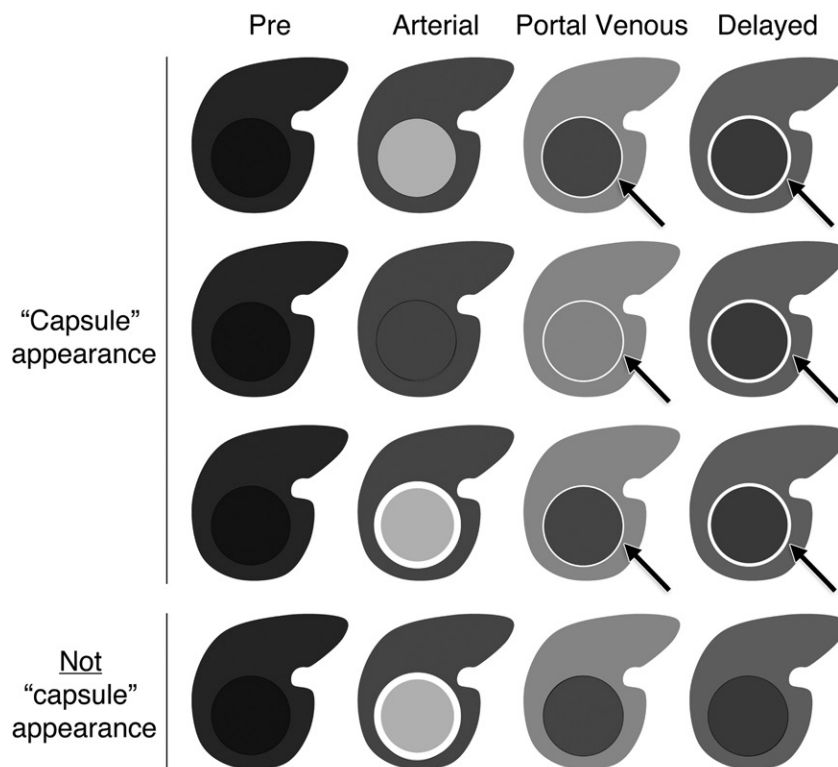 Pre Arterial Portal Venous Delayed
“Capsule”
appearance
Not
“capsule”
appearance